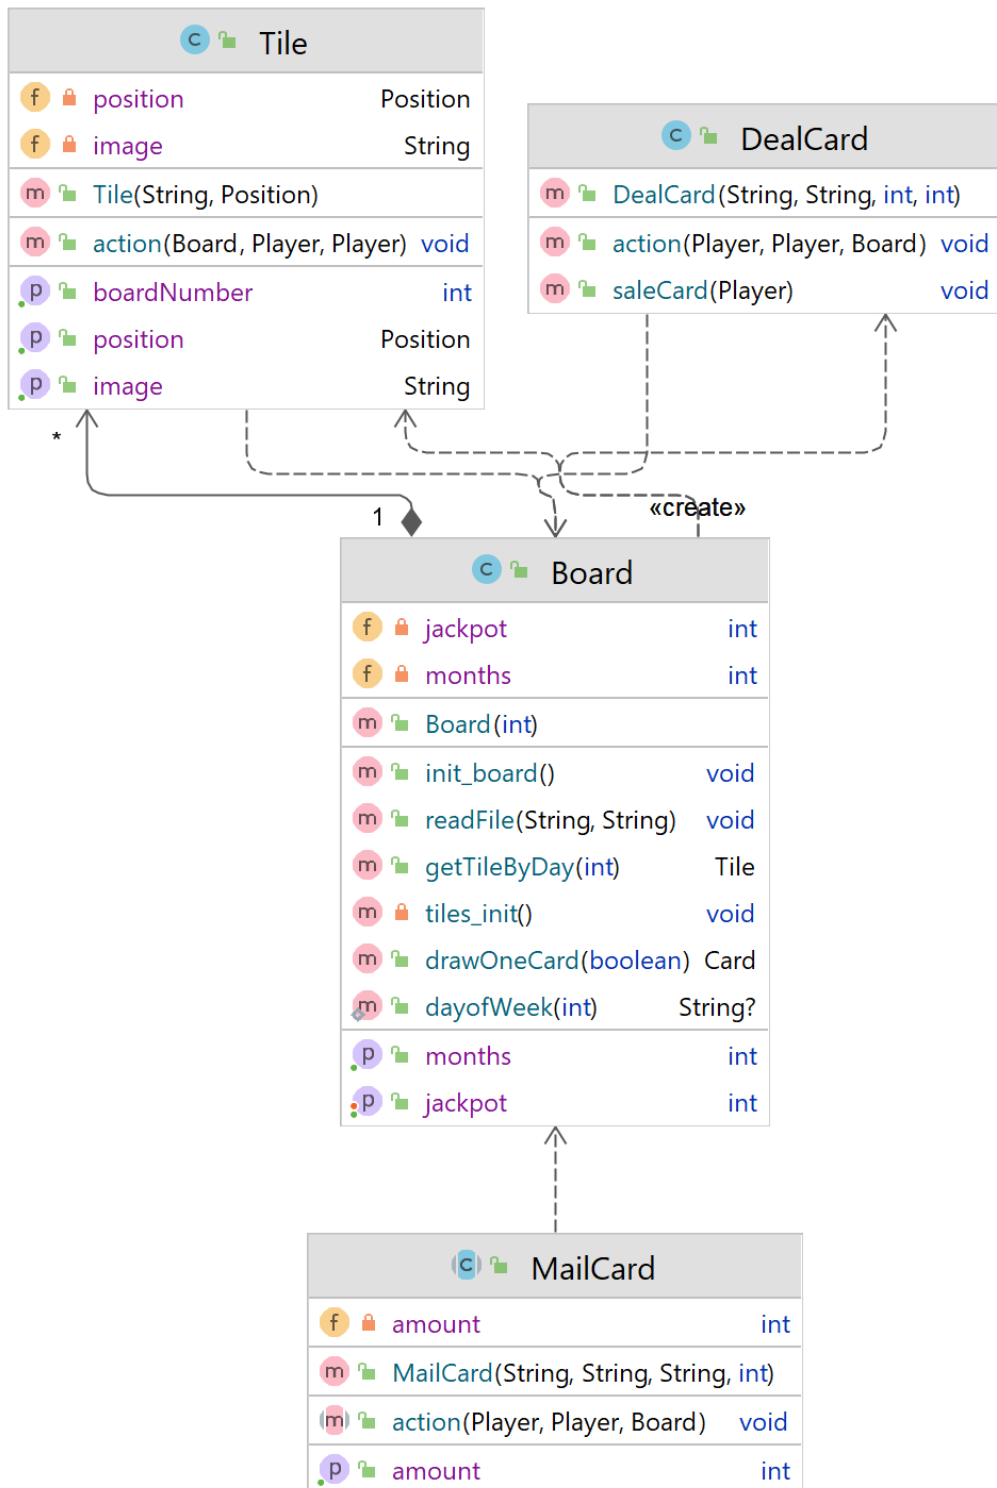 C Tile
f position Position
f image String
m Tile(String, Position)
m action(Board, Player, Player) void
p boardNumber int
p position Position
p image String
C DealCard
m DealCard(String, String, int, int)
m action(Player, Player, Board) void
m saleCard(Player) void
*
1
«create»
C Board
f jackpot int
f months int
m Board(int)
m init_board() void
m readFile(String, String) void
m getTileByDay(int) Tile
m tiles_init() void
m drawOneCard(boolean) Card
m dayofWeek(int) String?
p months int
p jackpot int
C MailCard
f amount int
m MailCard(String, String, String, int)
m action(Player, Player, Board) void
p amount int